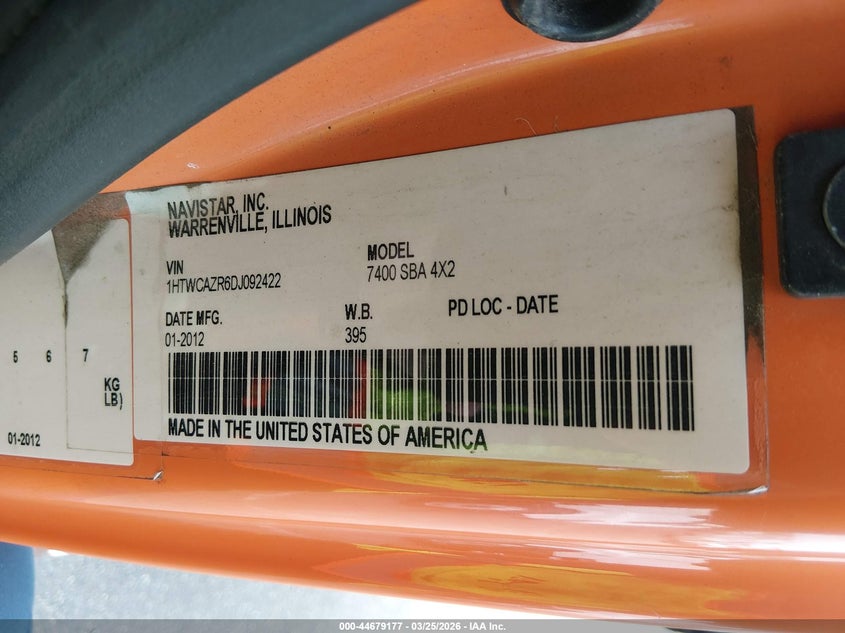 NAVISTAR, INC.
WARRENVILLE, ILLINOIS
VIN
1HTWCAZR6DJ092422
MODEL
7400 SBA 4X2
DATE MFG.
01-2012
W.B.
395
PD LOC - DATE
MADE IN THE UNITED STATES OF AMERICA
5 6 7
KG
LB)
01-2012
000-44679177 — 03/25/2026 — IAA Inc.